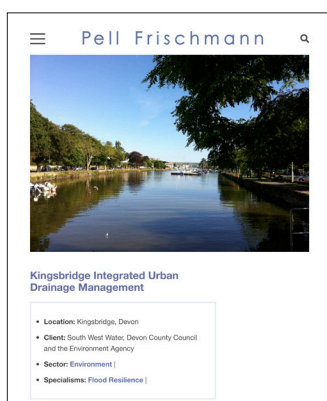 Pell Frischmann
Kingsbridge Integrated Urban
Drainage Management
• Location: Kingsbridge, Devon
• Client: South West Water, Devon County Council
and the Environment Agency
• Sector: Environment |
• Specialisms: Flood Resilience |